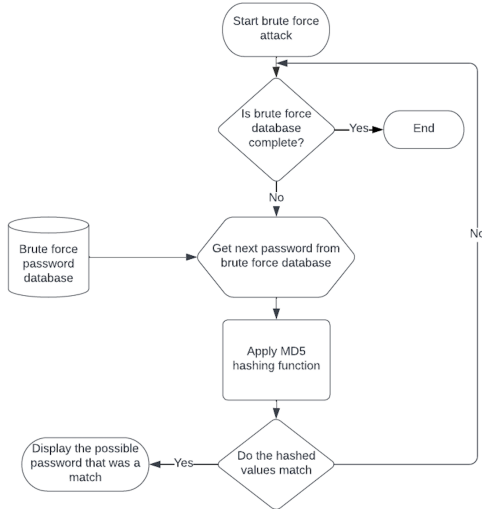 Start brute force
attack
Is brute force
database
complete?
Yes
End
No
Brute force
password
database
Get next password from
brute force database
No
Apply MD5
hashing function
Display the possible
password that was a
match
Yes
Do the hashed
values match